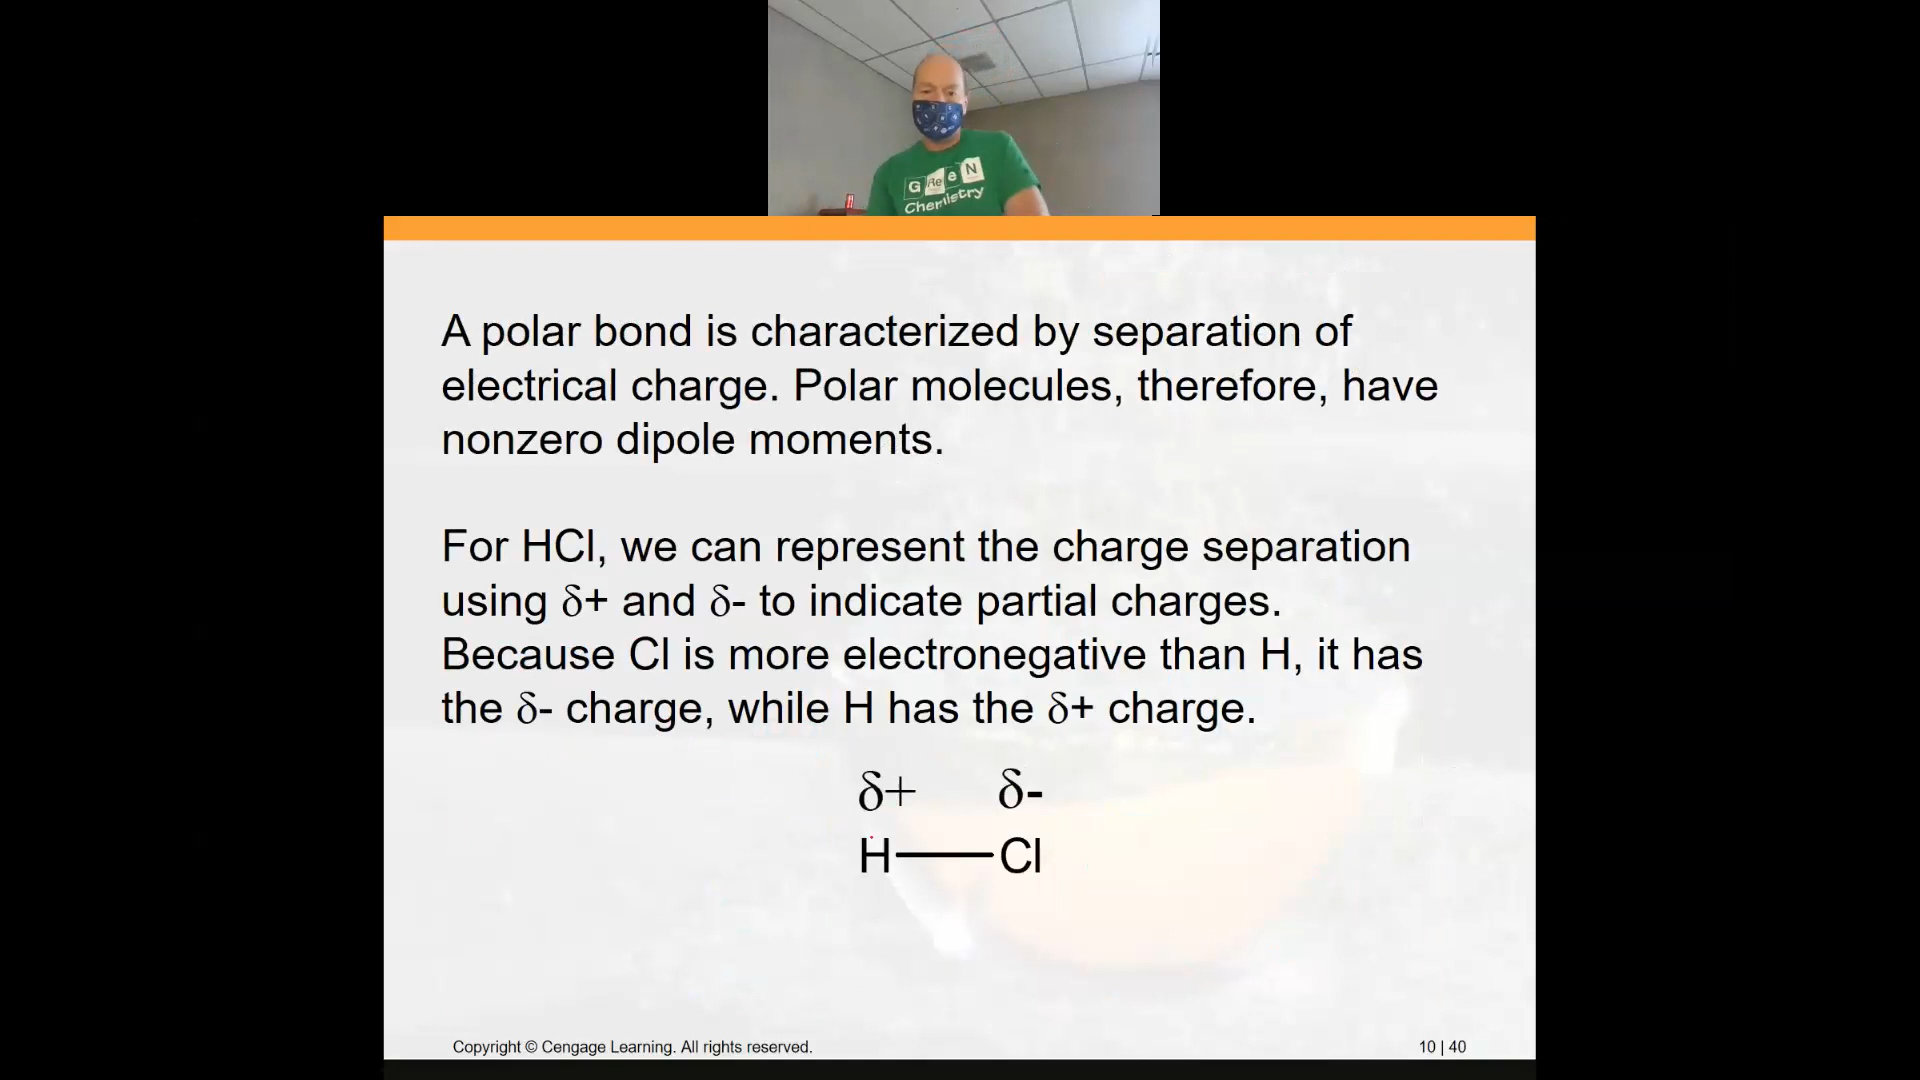 G Re e N
Chemistry
A polar bond is characterized by separation of
electrical charge. Polar molecules, therefore, have
nonzero dipole moments.
For HCl, we can represent the charge separation
using δ+ and δ- to indicate partial charges.
Because Cl is more electronegative than H, it has
the δ- charge, while H has the δ+ charge.
δ+ δ-
H Cl
Copyright © Cengage Learning. All rights reserved.
10 | 40